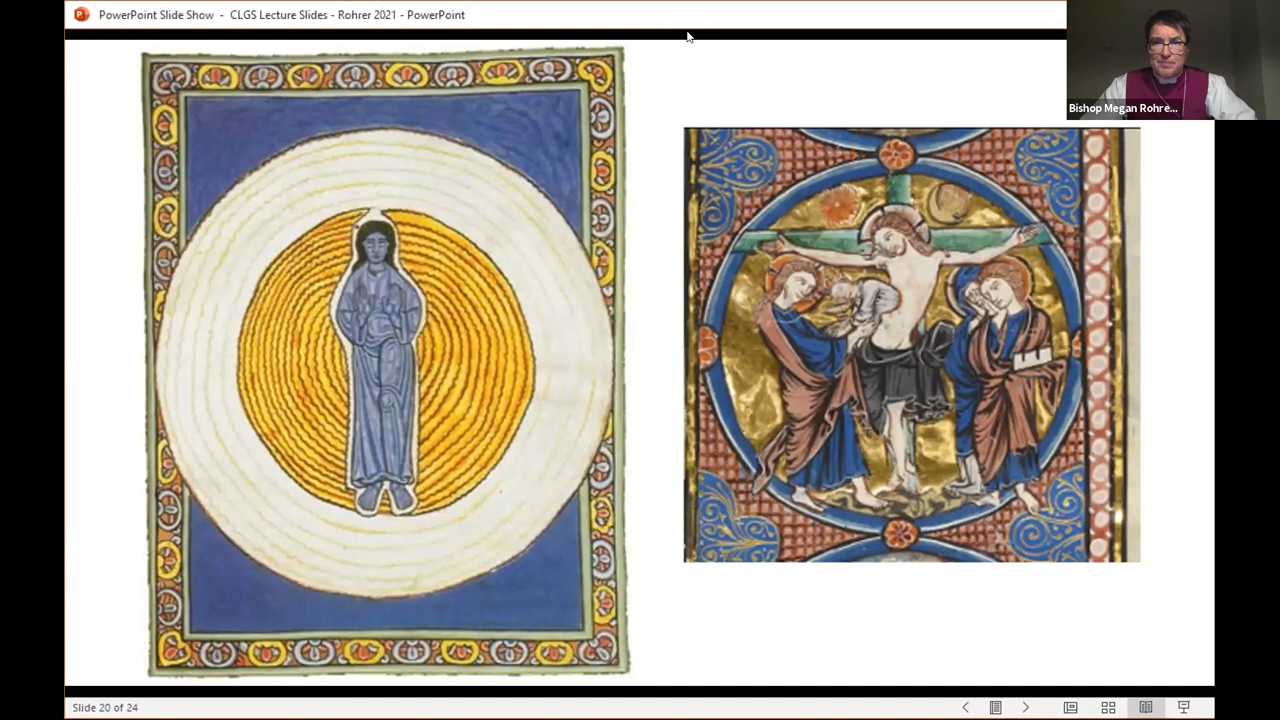 PowerPoint Slide Show - CLGS Lecture Slides - Rohrer 2021 - PowerPoint
Bishop Megan Rohre...
Slide 20 of 24